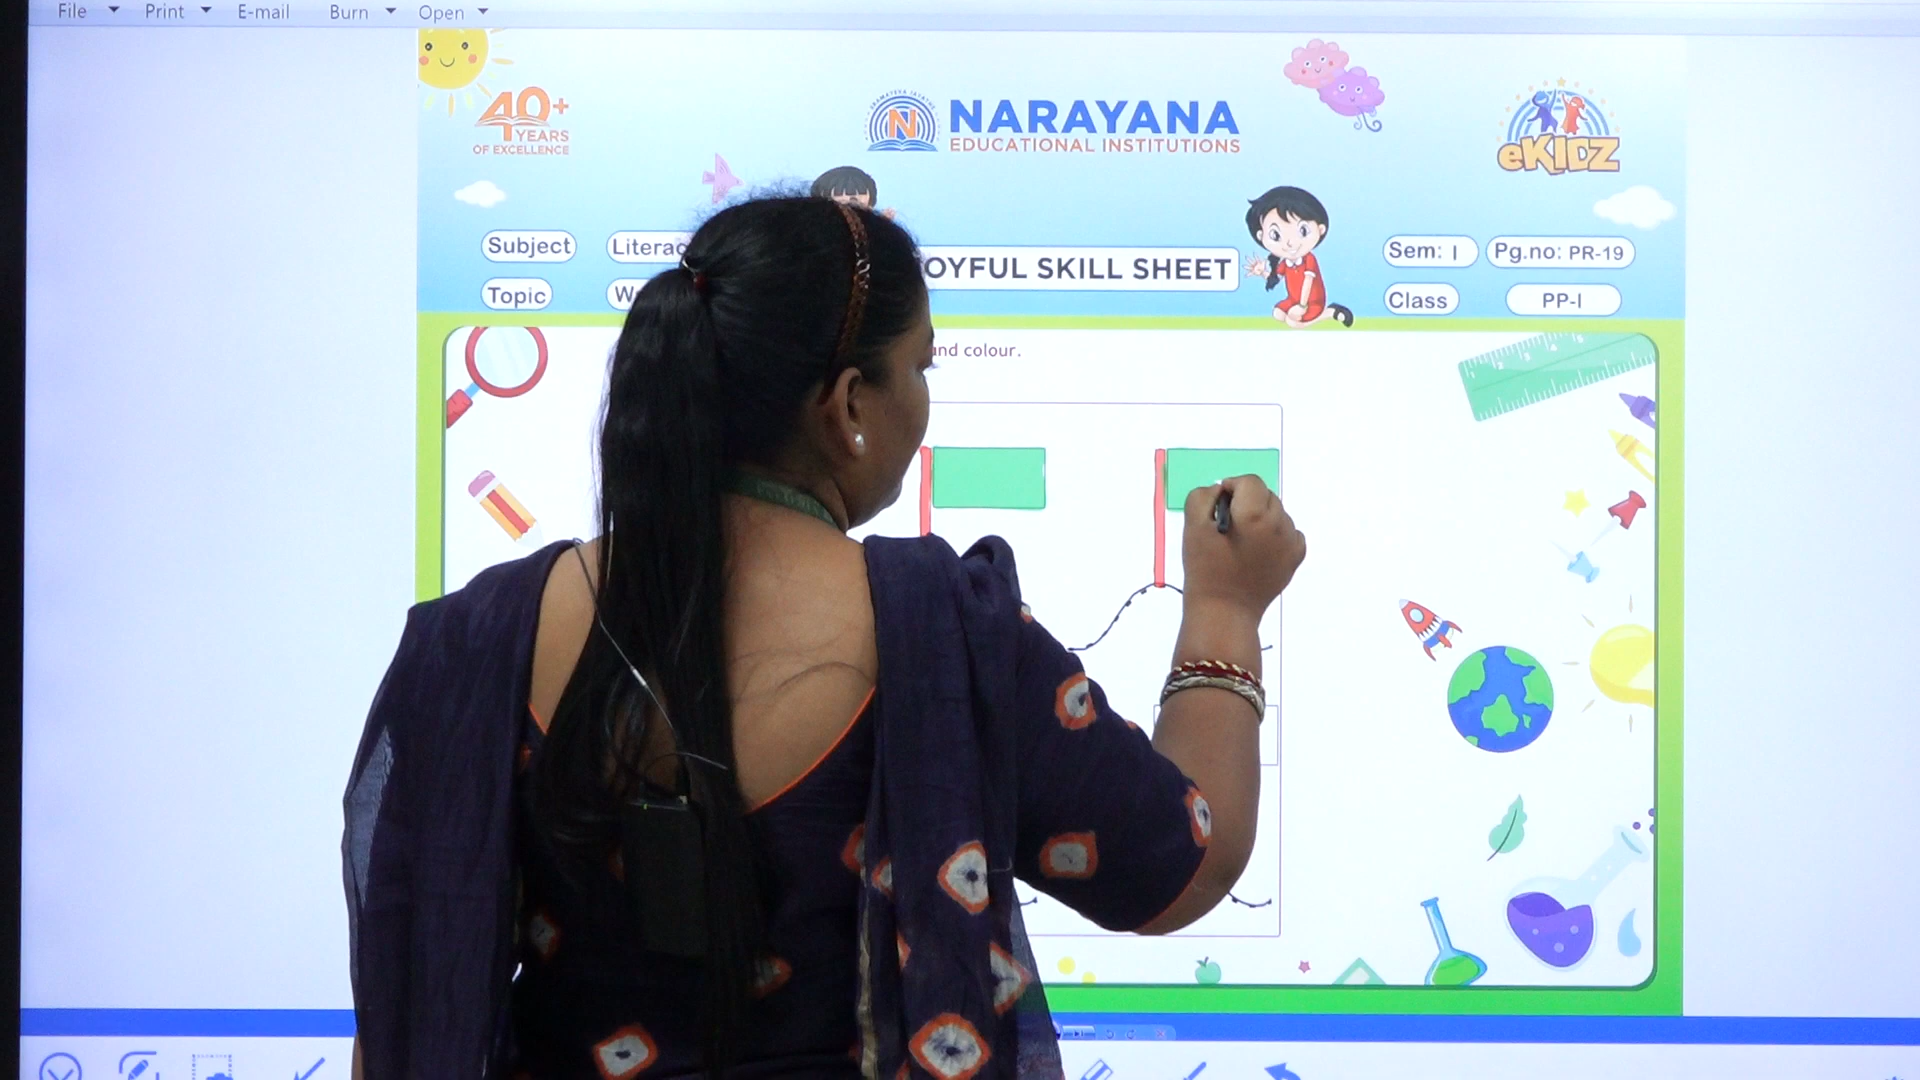 File Print E-mail Burn Open
40+
YEARS
OF EXCELLENCE
NARAYANA
EDUCATIONAL INSTITUTIONS
eKIDZ
Subject
OYFUL SKILL SHEET
Sem: I
Pg.no: PR-19
Topic
Class
PP-I
and colour.